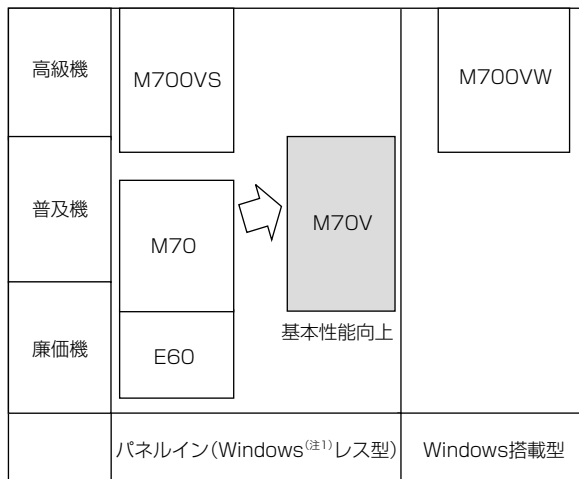 高級機
M700VS
M700VW
普及機
M70
M70V
基本性能向上
廉価機
E60
パネルイン(Windows(注1)レス型)
Windows搭載型